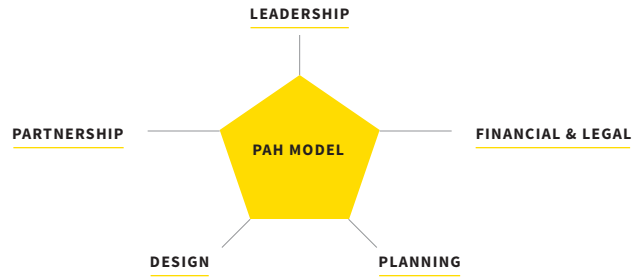 LEADERSHIP
PARTNERSHIP
FINANCIAL & LEGAL
PAH MODEL
DESIGN
PLANNING